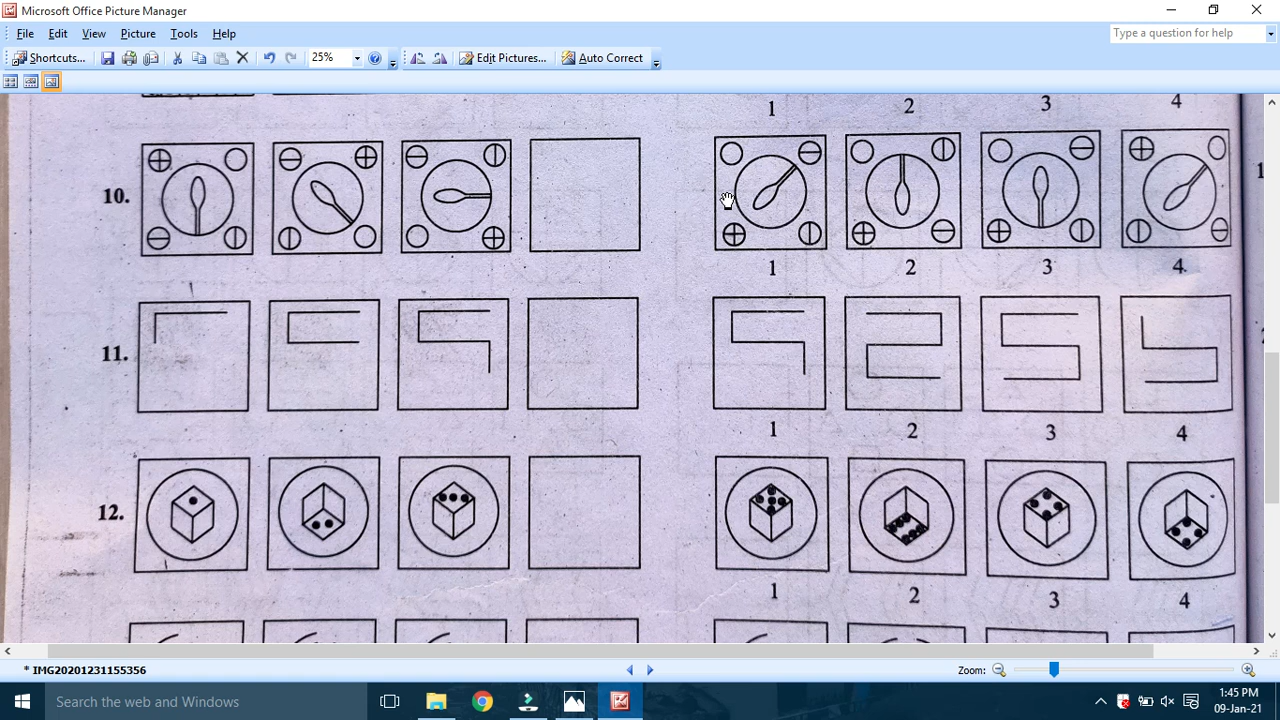 Microsoft Office Picture Manager
File Edit View Picture Tools Help
Type a question for help
Shortcuts... 25% Edit Pictures... Auto Correct
1 2 3 4
10.
1 2 3 4
11.
1 2 3 4
12.
1 2 3 4
* IMG20201231155356
Zoom:
Search the web and Windows
1:45 PM
09-Jan-21